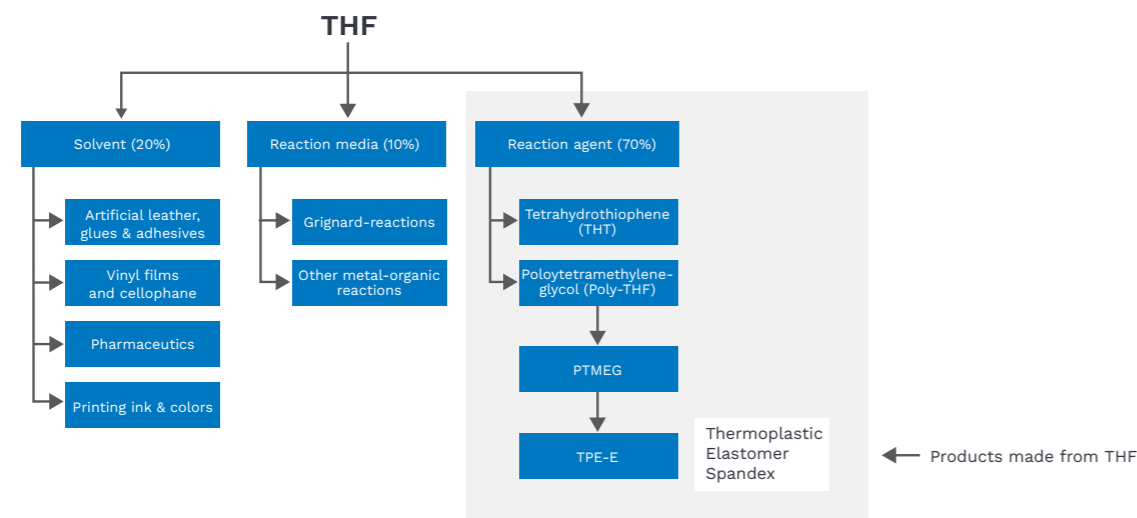 THF
Solvent (20%)
Artificial leather,
glues & adhesives
Vinyl films
and cellophane
Pharmaceutics
Printing ink & colors
Reaction media (10%)
Grignard-reactions
Other metal-organic
reactions
Reaction agent (70%)
Tetrahydrothiophene
(THT)
Poloytetramethylene-
glycol (Poly-THF)
PTMEG
TPE-E
Thermoplastic
Elastomer
Spandex
Products made from THF